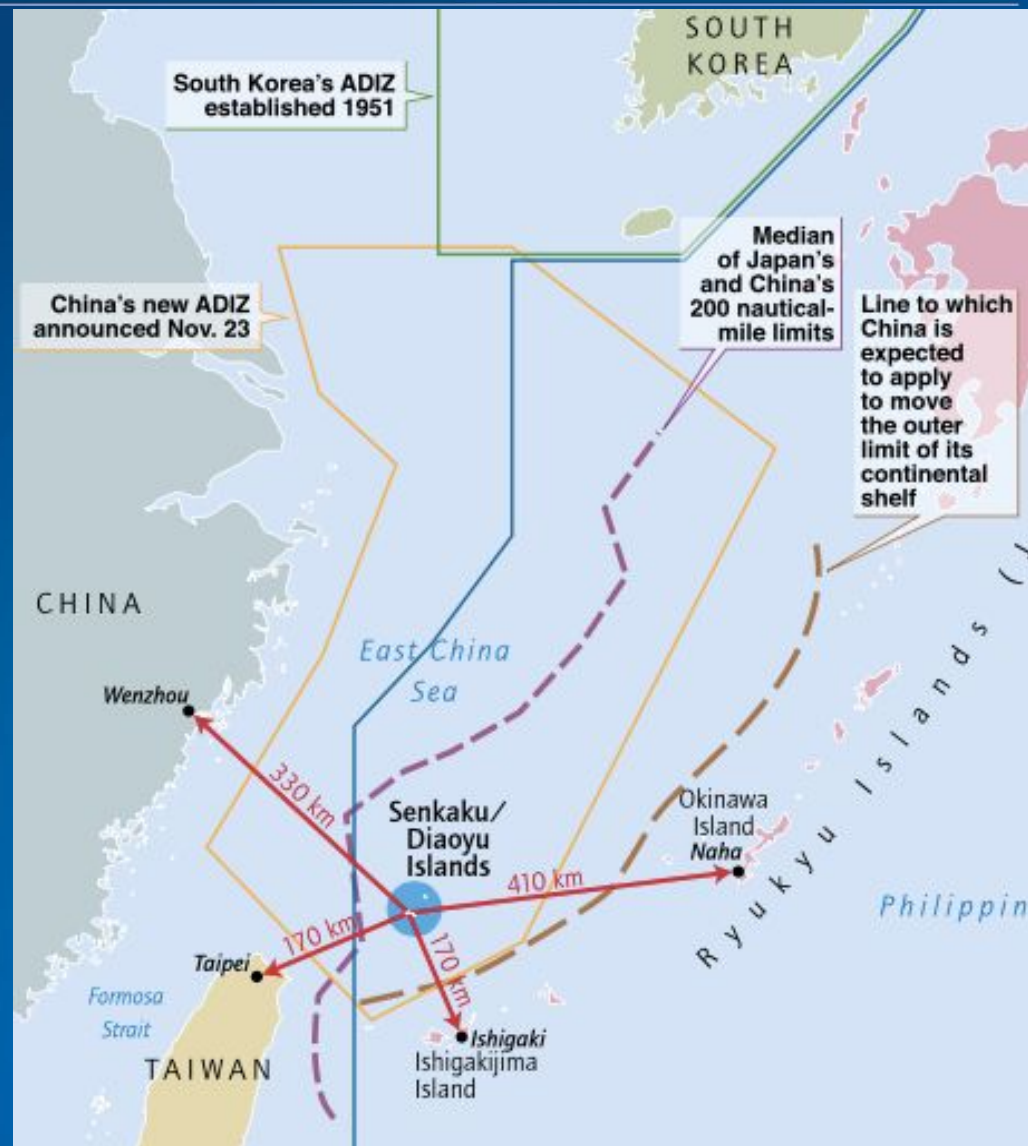 SOUTH
KOREA
South Korea's ADIZ
established 1951
Median
of Japan's
and China's
200 nautical-
mile limits
China's new ADIZ
announced Nov. 23
Line to which
China is
expected
to apply
to move
the outer
limit of its
continental
shelf
CHINA
East China
Sea
Wenzhou
330 km
Senkaku/
Diaoyu
Islands
Okinawa
Island
Naha
410 km
Ryukyu Islands (
Philippin
170 km
170 km
Taipei
Formosa
Strait
TAIWAN
Ishigaki
Ishigakijima
Island